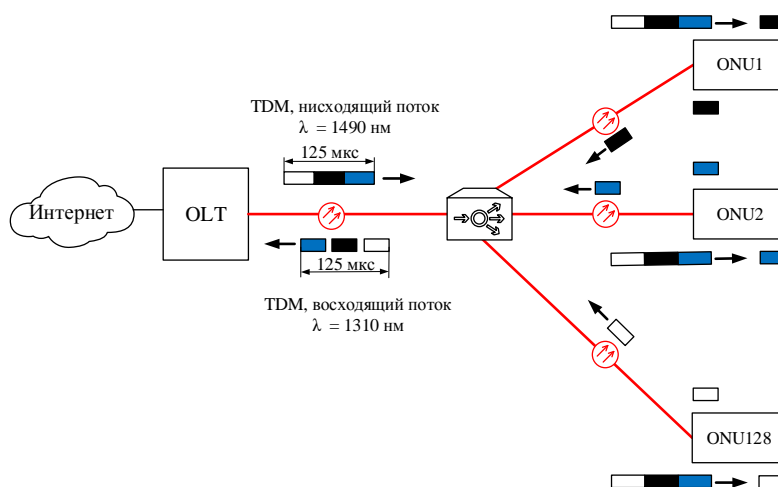 ONU1
TDM, нисходящий поток
λ = 1490 нм
125 мкс
Интернет
OLT
ONU2
125 мкс
TDM, восходящий поток
λ = 1310 нм
ONU128